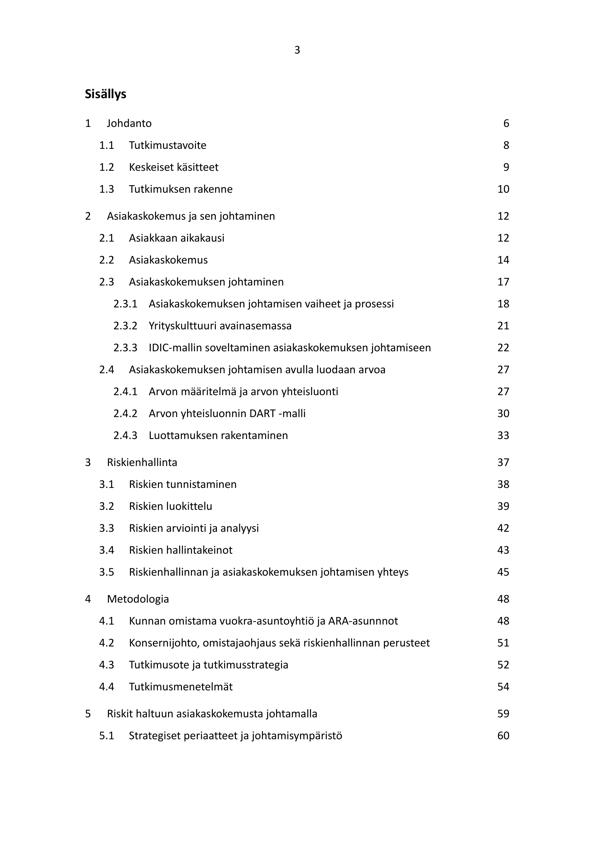 3
Sisällys
1 Johdanto 6
1.1 Tutkimustavoite 8
1.2 Keskeiset käsitteet 9
1.3 Tutkimuksen rakenne 10
2 Asiakaskokemus ja sen johtaminen 12
2.1 Asiakkaan aikakausi 12
2.2 Asiakaskokemus 14
2.3 Asiakaskokemuksen johtaminen 17
2.3.1 Asiakaskokemuksen johtamisen vaiheet ja prosessi 18
2.3.2 Yrityskulttuuri avainasemassa 21
2.3.3 IDIC-mallin soveltaminen asiakaskokemuksen johtamiseen 22
2.4 Asiakaskokemuksen johtamisen avulla luodaan arvoa 27
2.4.1 Arvon määritelmä ja arvon yhteisluonti 27
2.4.2 Arvon yhteisluonnin DART -malli 30
2.4.3 Luottamuksen rakentaminen 33
3 Riskienhallinta 37
3.1 Riskien tunnistaminen 38
3.2 Riskien luokittelu 39
3.3 Riskien arviointi ja analyysi 42
3.4 Riskien hallintakeinot 43
3.5 Riskienhallinnan ja asiakaskokemuksen johtamisen yhteys 45
4 Metodologia 48
4.1 Kunnan omistama vuokra-asuntoyhtiö ja ARA-asunnnot 48
4.2 Konsernijohto, omistajaohjaus sekä riskienhallinnan perusteet 51
4.3 Tutkimusote ja tutkimusstrategia 52
4.4 Tutkimusmenetelmät 54
5 Riskit haltuun asiakaskokemusta johtamalla 59
5.1 Strategiset periaatteet ja johtamisympäristö 60